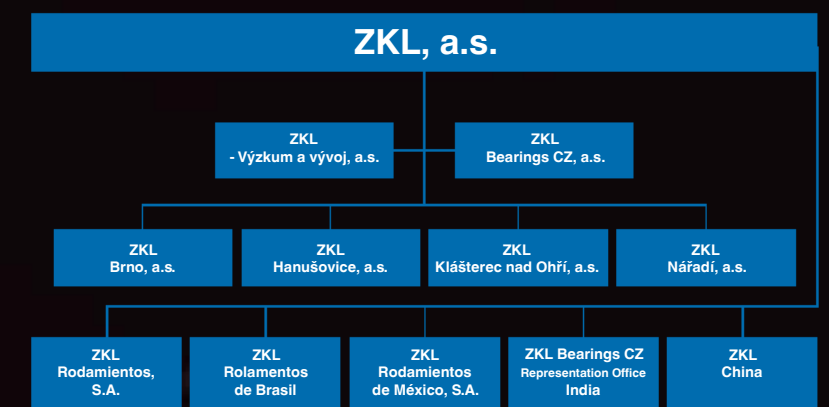 ZKL, a.s.
ZKL
- Výzkum a vývoj, a.s.
ZKL
Bearings CZ, a.s.
ZKL
Brno, a.s.
ZKL
Hanušovice, a.s.
ZKL
Klášterec nad Ohří, a.s.
ZKL
Nářadí, a.s.
ZKL
Rodamientos,
S.A.
ZKL
Rolamentos
de Brasil
ZKL
Rodamientos
de México, S.A.
ZKL Bearings CZ
Representation Office
India
ZKL
China